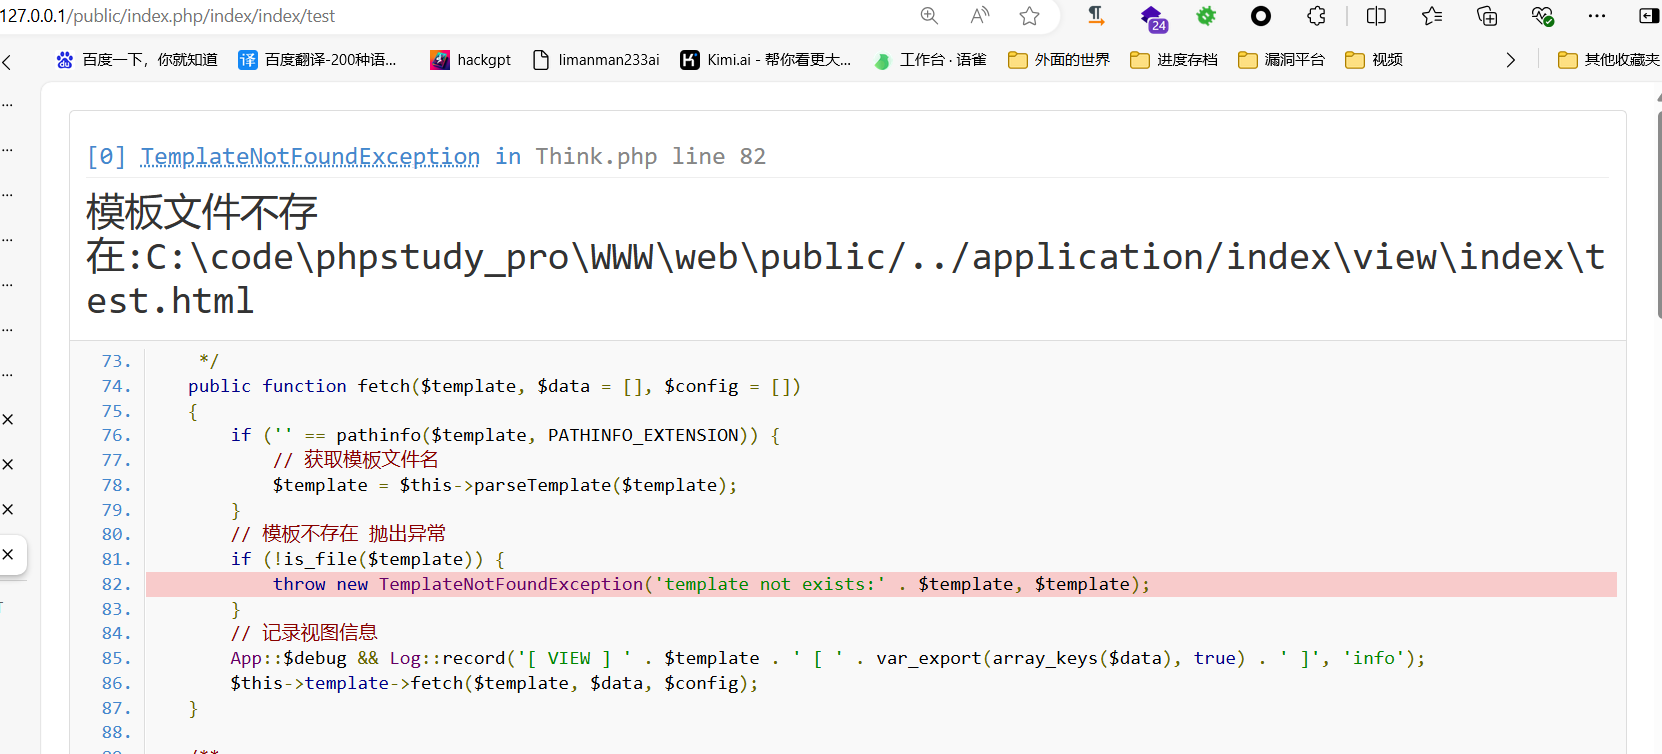 127.0.0.1/public/index.php/index/index/test
24
百度一下，你就知道 译 百度翻译-200种语... hackgpt limanman233ai Kimi.ai - 帮你看更大... 工作台 · 语雀 外面的世界 进度存档 漏洞平台 视频 其他收藏夹
[0] TemplateNotFoundException in Think.php line 82
模板文件不存
在:C:\code\phpstudy_pro\WWW\web\public/../application/index\view\index\t
est.html
73. */
74. public function fetch($template, $data = [], $config = [])
75. {
76. if ('' == pathinfo($template, PATHINFO_EXTENSION)) {
77. // 获取模板文件名
78. $template = $this->parseTemplate($template);
79. }
80. // 模板不存在 抛出异常
81. if (!is_file($template)) {
82. throw new TemplateNotFoundException('template not exists:' . $template, $template);
83. }
84. // 记录视图信息
85. App::$debug && Log::record('[ VIEW ] ' . $template . ' [ ' . var_export(array_keys($data), true) . ' ]', 'info');
86. $this->template->fetch($template, $data, $config);
87. }
88.